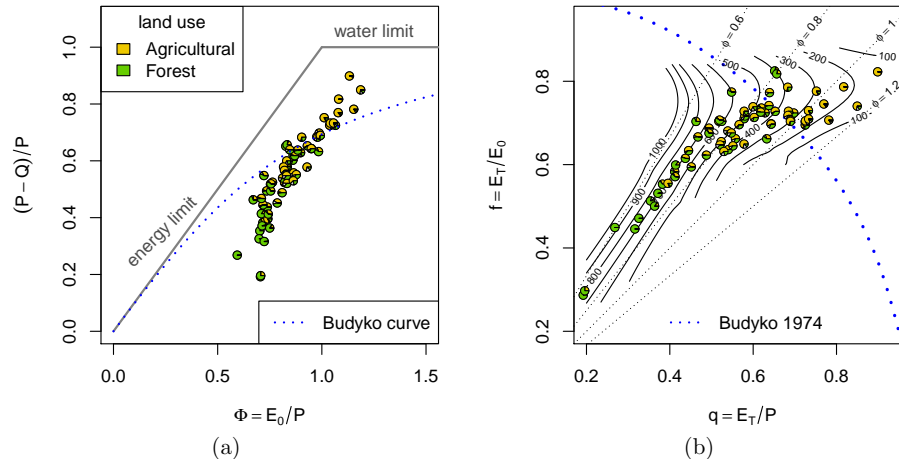 land use
Agricultural
Forest
water limit
energy limit
Budyko curve
0.0
0.2
0.4
0.6
0.8
1.0
(P − Q)/P
0.0
0.5
1.0
1.5
Φ = E0/P
(a)
ϕ = 0.6
ϕ = 0.8
ϕ = 1.
ϕ = 1.2
100
-200
-300
-500
100
400
600
1000
900
800
Budyko 1974
0.2
0.4
0.6
0.8
1.0
f = ET/E0
0.2
0.4
0.6
0.8
q = ET/P
(b)